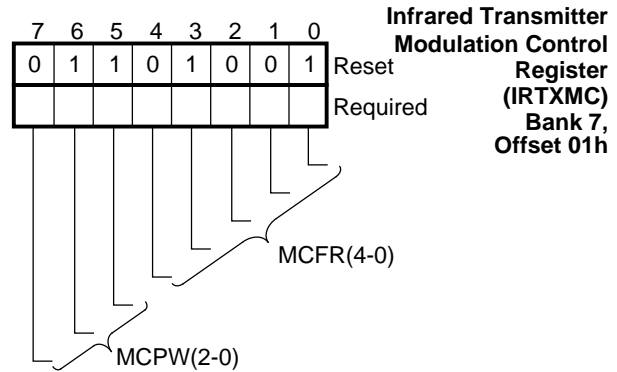 Infrared Transmitter
Modulation Control
Register
(IRTXMC)
Bank 7,
Offset 01h
7 6 5 4 3 2 1 0
0 1 1 0 1 0 0 1 Reset
Required
MCFR(4-0)
MCPW(2-0)